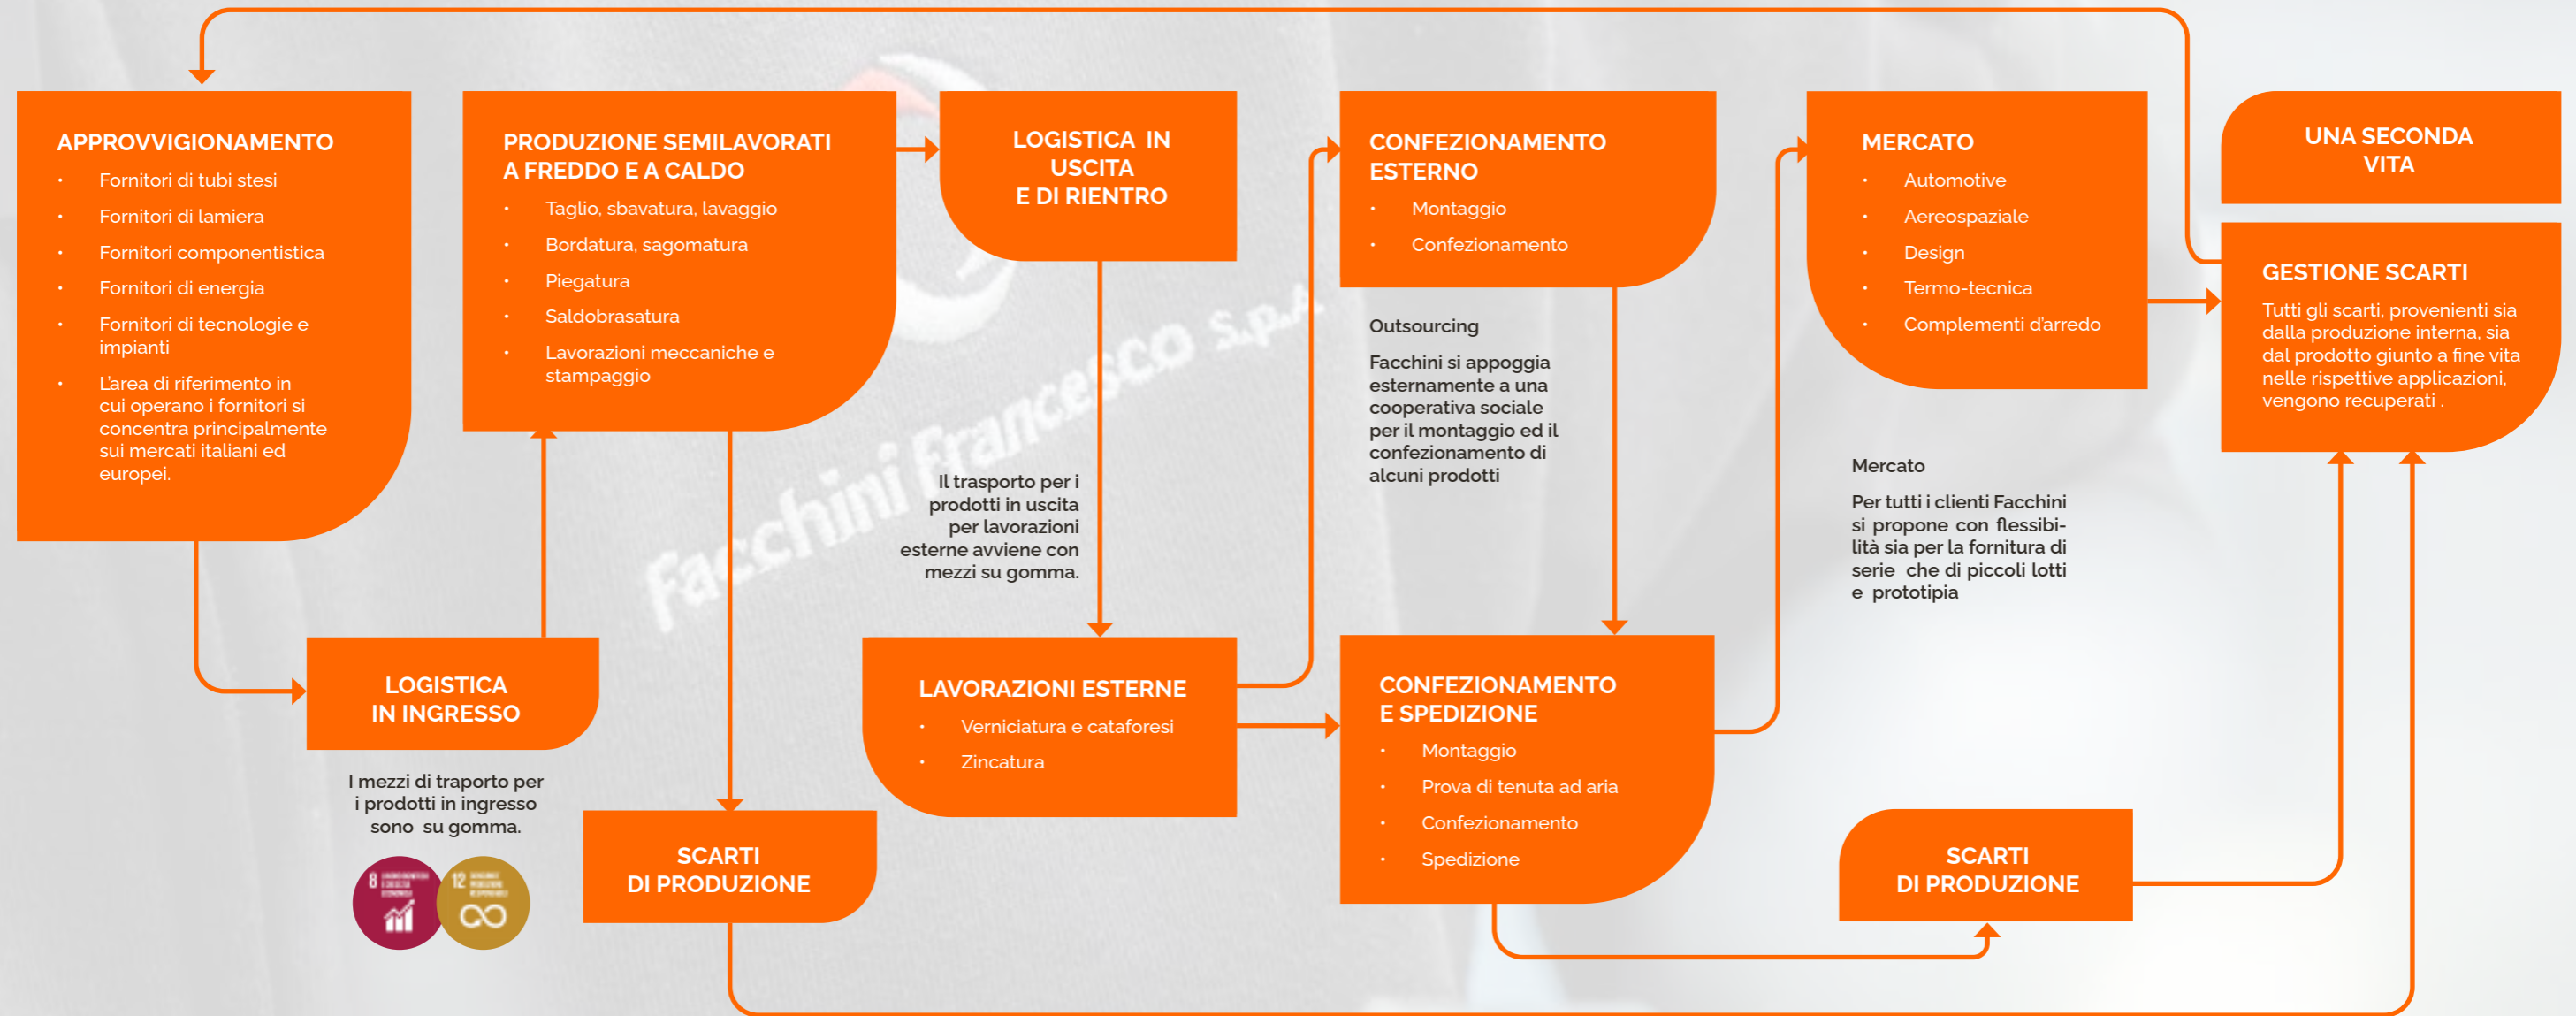 APPROVVIGIONAMENTO
• Fornitori di tubi stesi
• Fornitori di lamiera
• Fornitori componentistica
• Fornitori di energia
• Fornitori di tecnologie e
impianti
• L'area di riferimento in
cui operano i fornitori si
concentra principalmente
sui mercati italiani ed
europei.
LOGISTICA
IN INGRESSO
I mezzi di traporto per
i prodotti in ingresso
sono su gomma.
8
12
PRODUZIONE SEMILAVORATI
A FREDDO E A CALDO
• Taglio, sbavatura, lavaggio
• Bordatura, sagomatura
• Piegatura
• Saldobrasatura
• Lavorazioni meccaniche e
stampaggio
SCARTI
DI PRODUZIONE
Facchini Francesco S.p.A
LOGISTICA IN
USCITA
E DI RIENTRO
Il trasporto per i
prodotti in uscita
per lavorazioni
esterne avviene con
mezzi su gomma.
LAVORAZIONI ESTERNE
• Verniciatura e cataforesi
• Zincatura
CONFEZIONAMENTO
ESTERNO
• Montaggio
• Confezionamento
Outsourcing
Facchini si appoggia
esternamente a una
cooperativa sociale
per il montaggio ed il
confezionamento di
alcuni prodotti
CONFEZIONAMENTO
E SPEDIZIONE
• Montaggio
• Prova di tenuta ad aria
• Confezionamento
• Spedizione
MERCATO
• Automotive
• Aereospaziale
• Design
• Termo-tecnica
• Complementi d'arredo
Mercato
Per tutti i clienti Facchini
si propone con flessibi-
lità sia per la fornitura di
serie che di piccoli lotti
e prototipia
SCARTI
DI PRODUZIONE
UNA SECONDA
VITA
GESTIONE SCARTI
Tutti gli scarti, provenienti sia
dalla produzione interna, sia
dal prodotto giunto a fine vita
nelle rispettive applicazioni,
vengono recuperati .